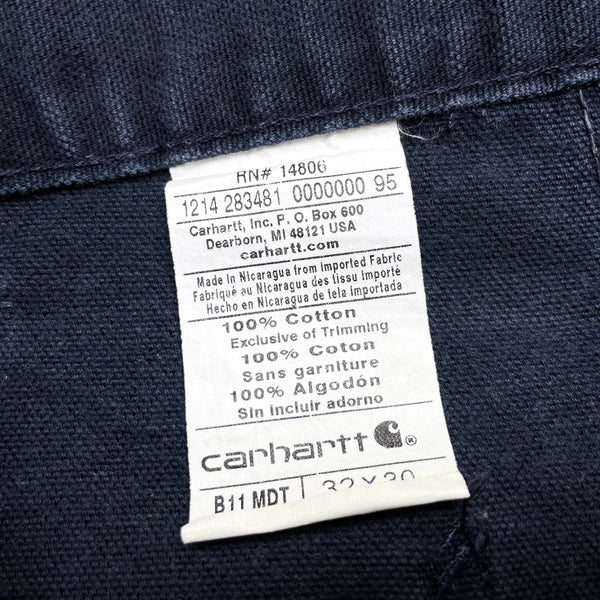 RN# 14806
1214 283481 0000000 95
Carhartt, Inc. P. O. Box 600
Dearborn, MI 48121 USA
carhartt.com
Made in Nicaragua from Imported Fabric
Fabriqué au Nicaragua des tissu importé
Hecho en Nicaragua de tela importada
100% Cotton
Exclusive of Trimming
100% Coton
Sans garniture
100% Algodón
Sin incluir adorno
carhartt
B11 MDT | 32 X 30